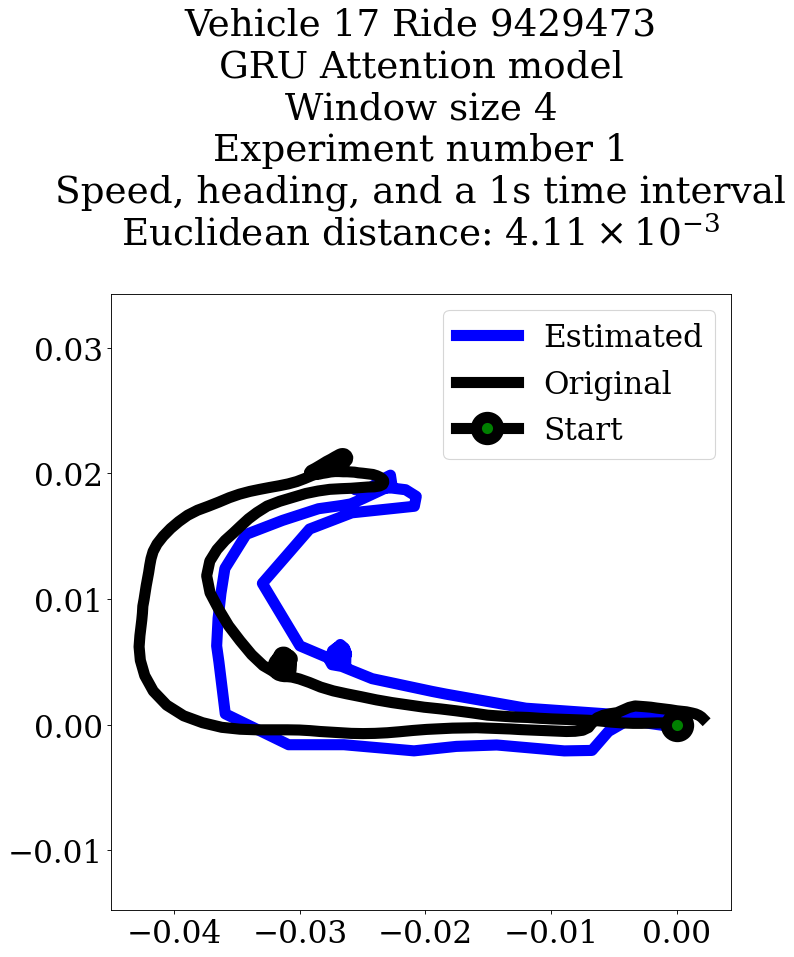 Vehicle 17 Ride 9429473
GRU Attention model
Window size 4
Experiment number 1
Speed, heading, and a 1s time interval
Euclidean distance: 4.11 × 10⁻³
Estimated
Original
Start
0.03
0.02
0.01
0.00
−0.01
−0.04 −0.03 −0.02 −0.01 0.00